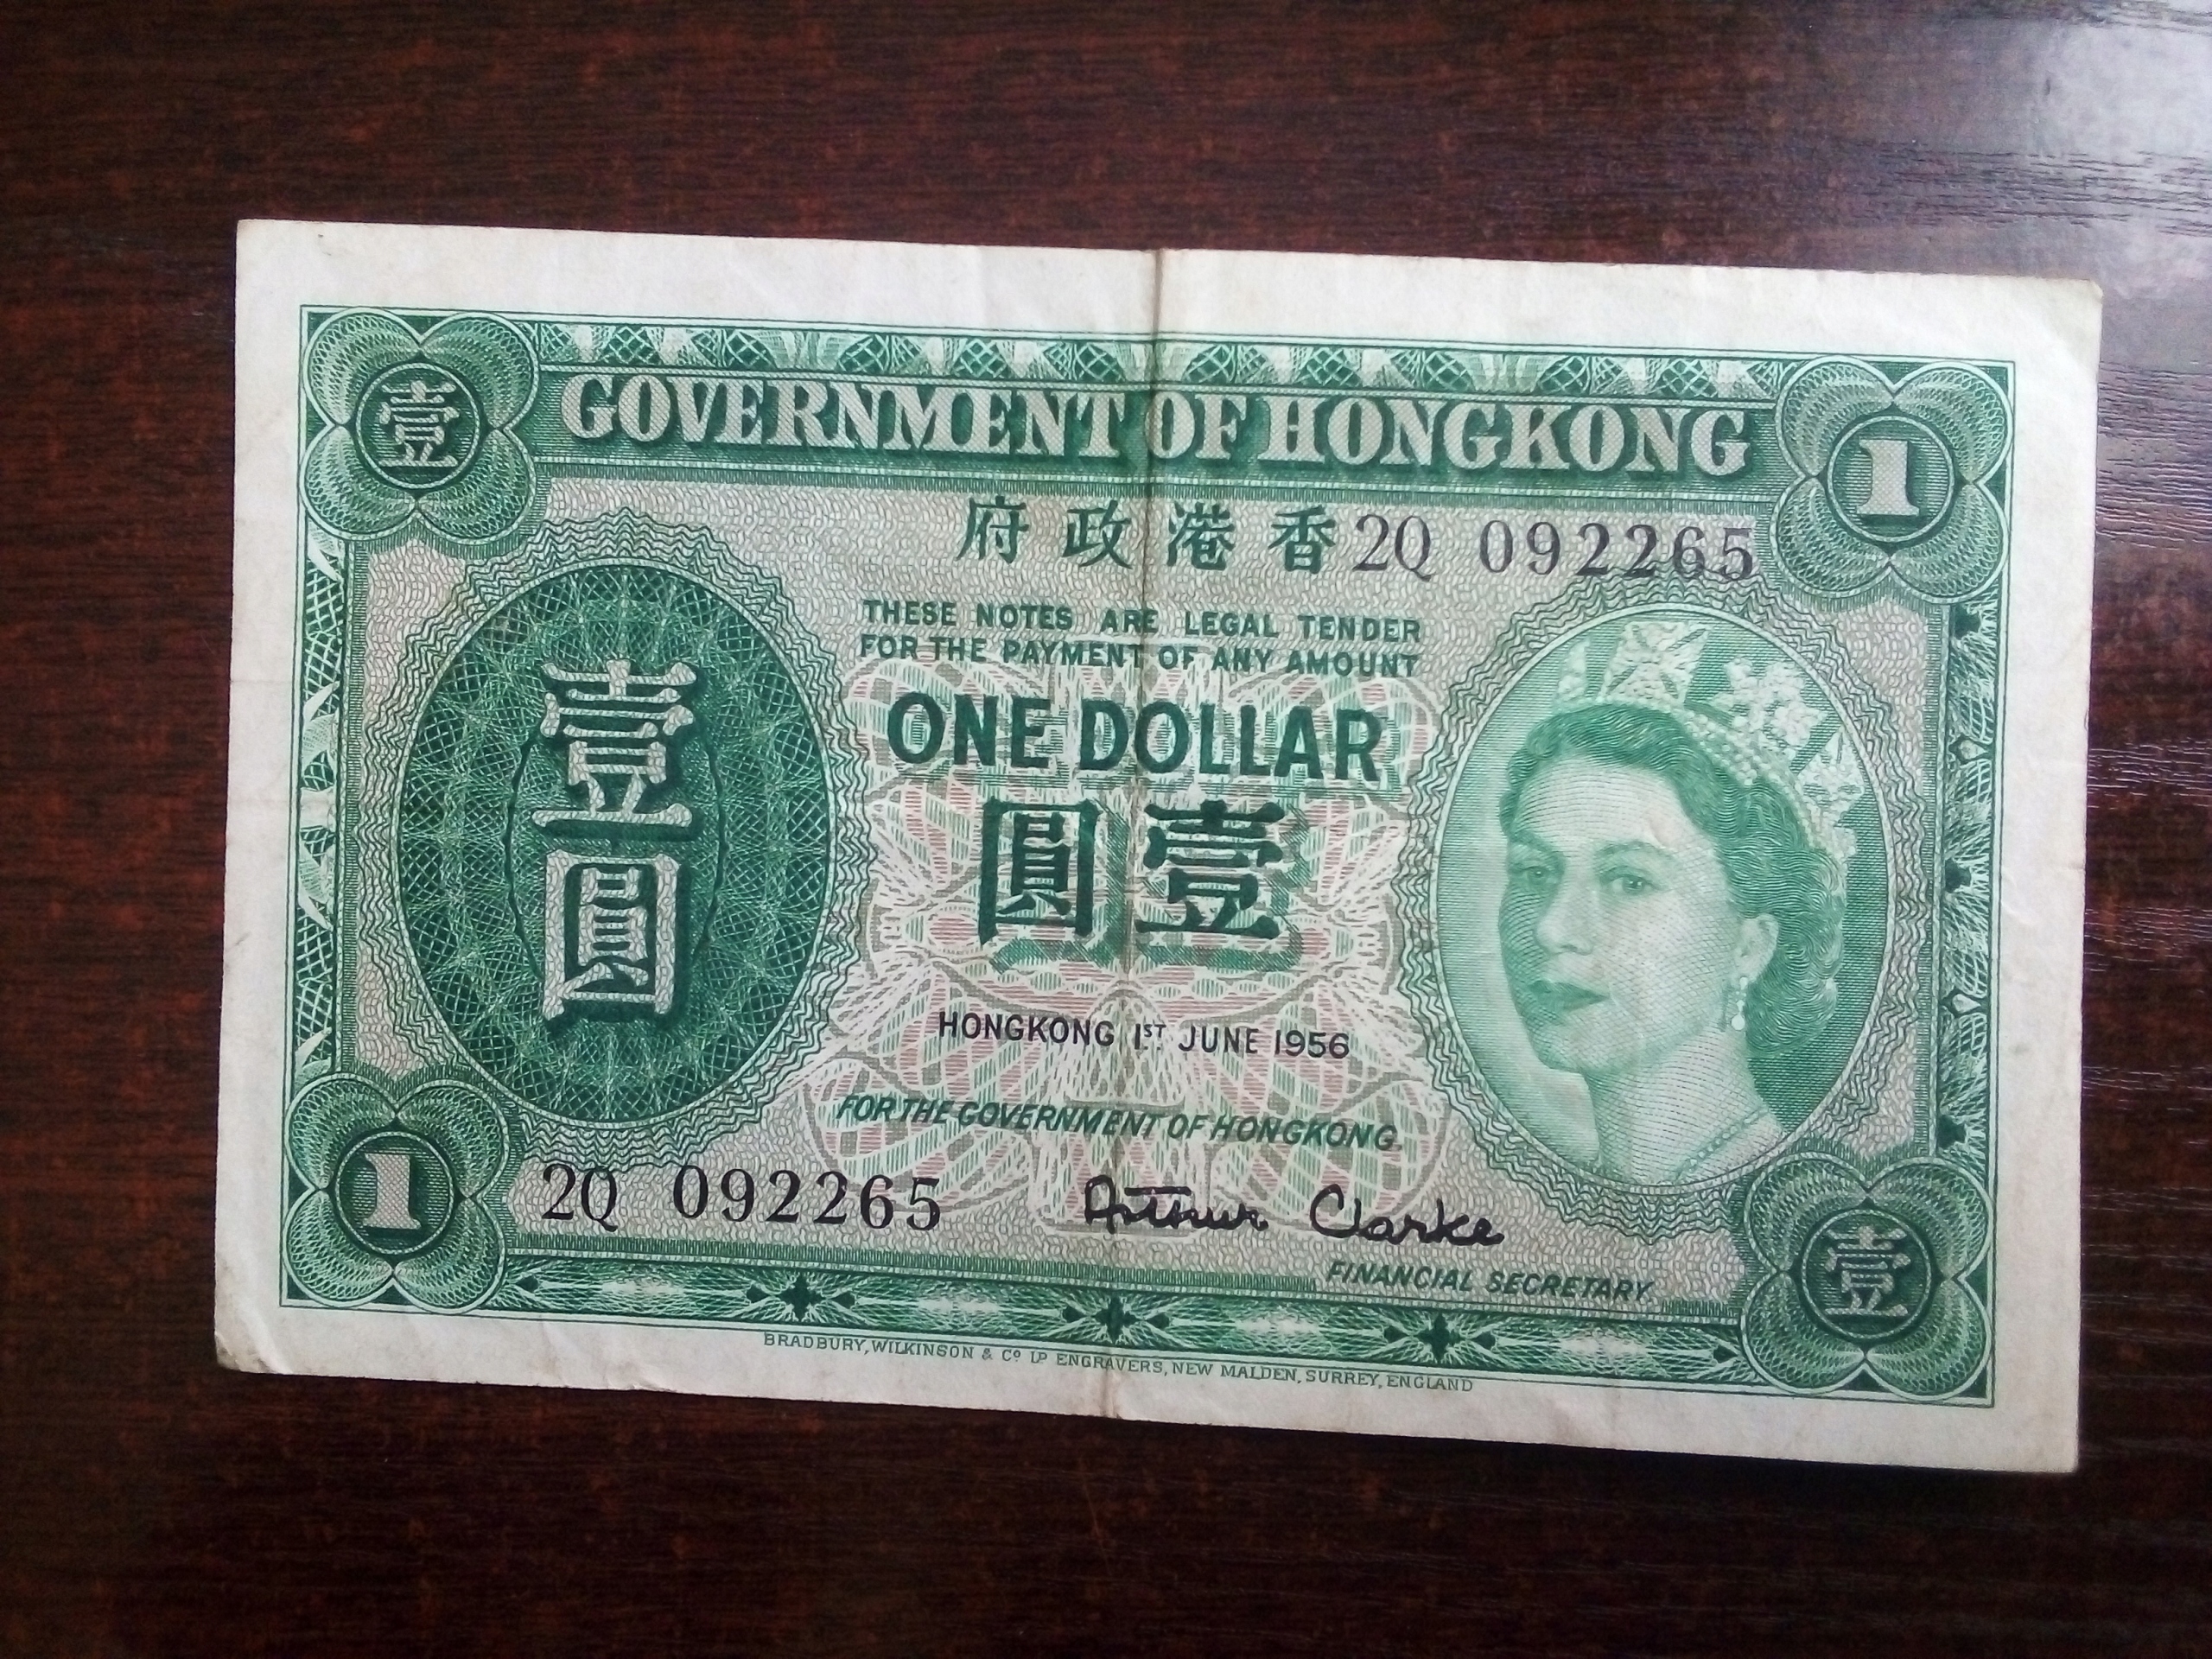 壹
GOVERNMENT OF HONGKONG
1
府政港香
2Q 092265
THESE NOTES ARE LEGAL TENDER
FOR THE PAYMENT OF ANY AMOUNT
ONE DOLLAR
圓壹
壹圓
HONGKONG 1ST JUNE 1956
FOR THE GOVERNMENT OF HONGKONG.
1
2Q 092265
Arthur Clarke
FINANCIAL SECRETARY.
壹
BRADBURY, WILKINSON & Co. LD. ENGRAVERS, NEW MALDEN, SURREY, ENGLAND